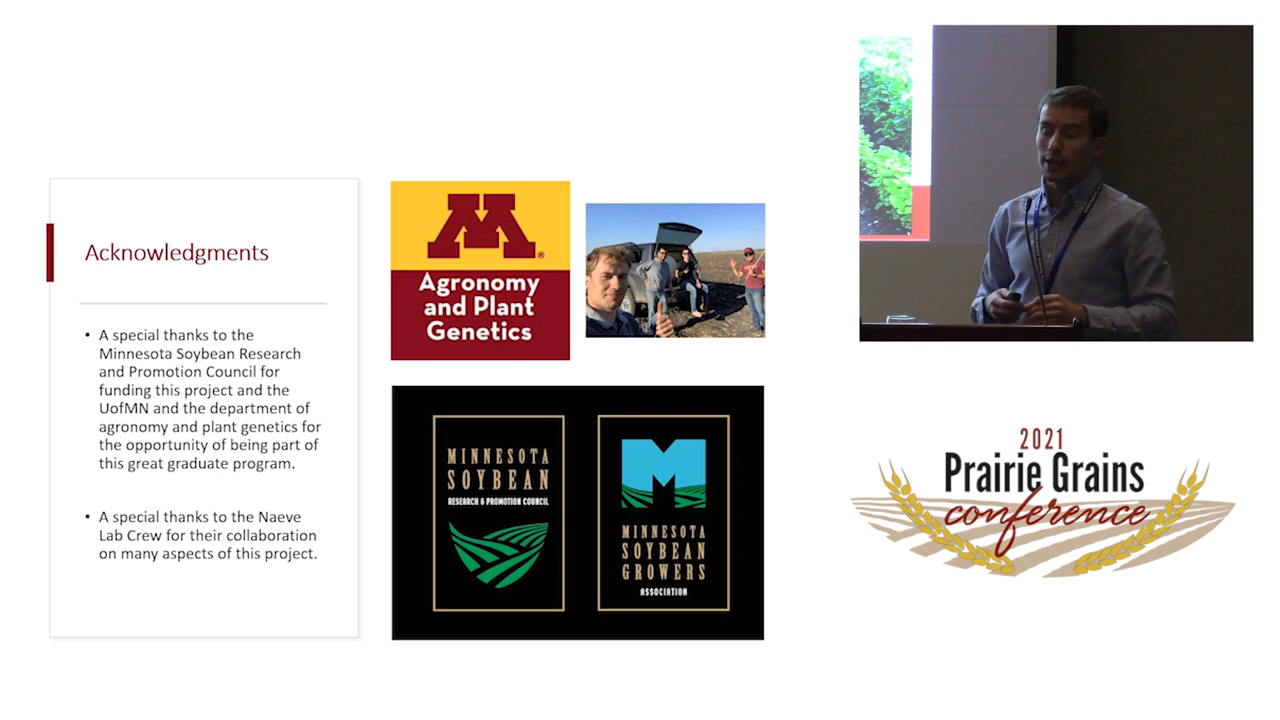 Acknowledgments
• A special thanks to the
Minnesota Soybean Research
and Promotion Council for
funding this project and the
UofMN and the department of
agronomy and plant genetics for
the opportunity of being part of
this great graduate program.
• A special thanks to the Naeve
Lab Crew for their collaboration
on many aspects of this project.
M®
Agronomy
and Plant
Genetics
MINNESOTA
SOYBEAN
RESEARCH & PROMOTION COUNCIL
M
MINNESOTA
SOYBEAN
GROWERS
ASSOCIATION
2021
Prairie Grains
conference